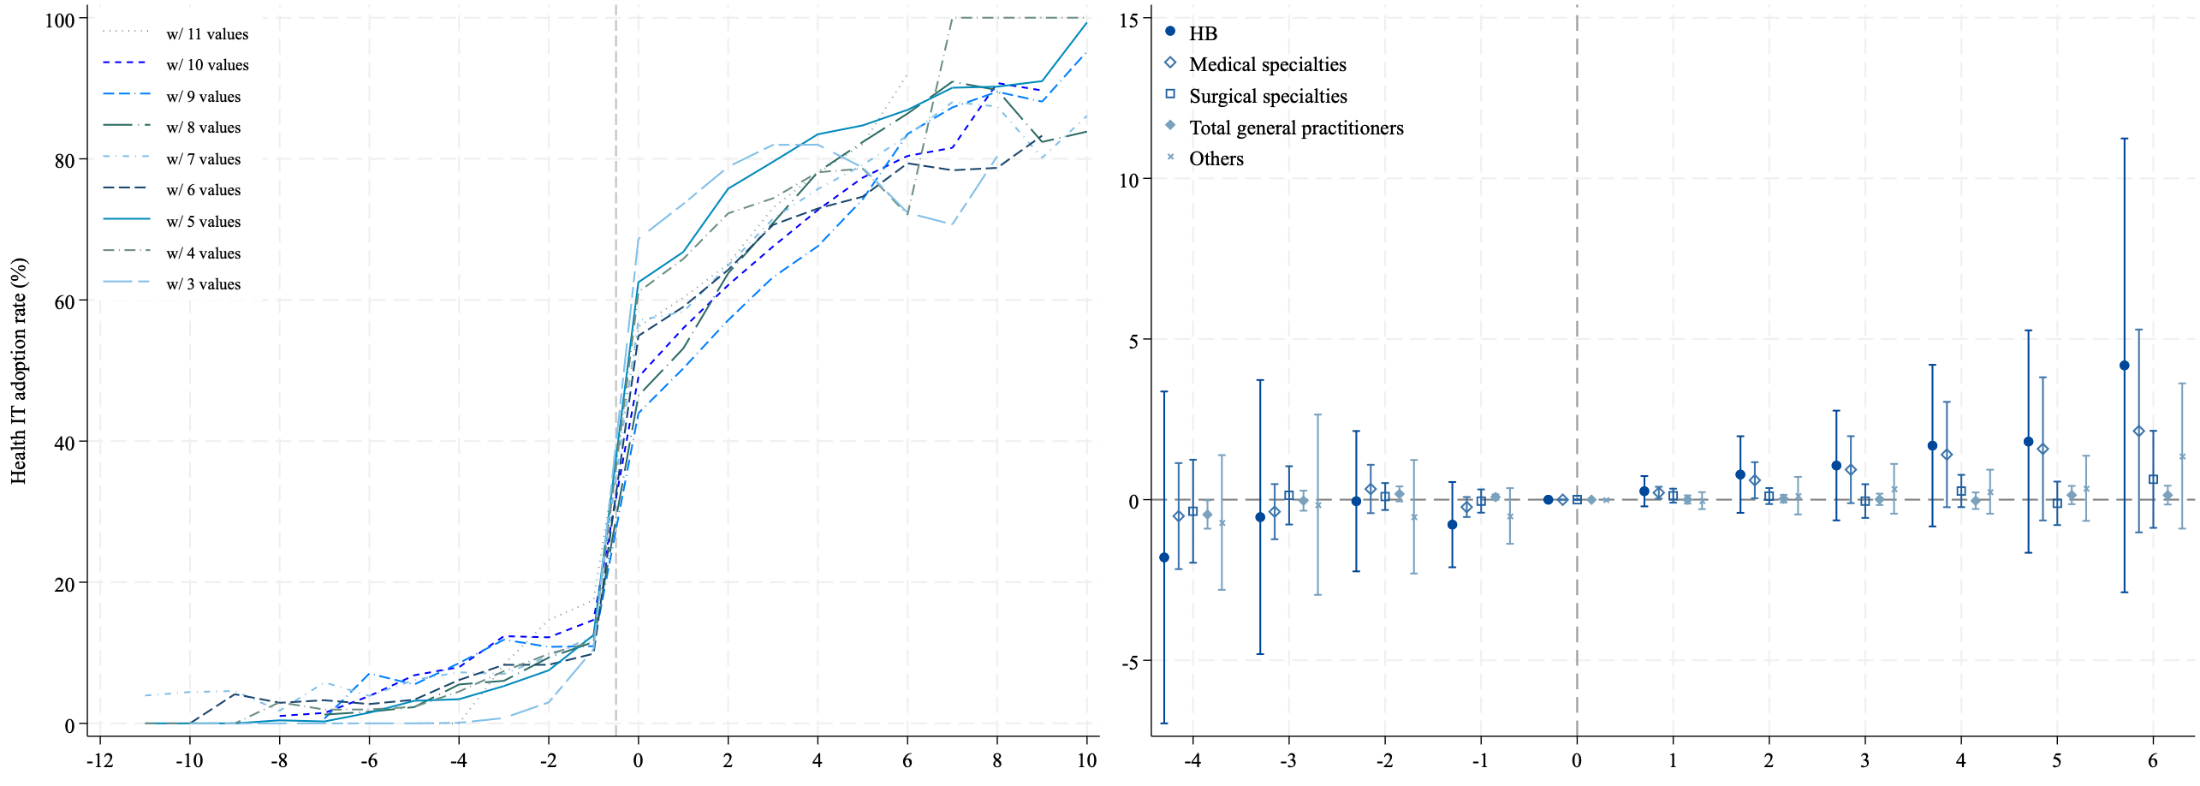 Health IT adoption rate (%)
100
80
60
40
20
0
w/ 11 values
w/ 10 values
w/ 9 values
w/ 8 values
w/ 7 values
w/ 6 values
w/ 5 values
w/ 4 values
w/ 3 values
-12 -10 -8 -6 -4 -2 0 2 4 6 8 10
15
10
5
0
-5
HB
Medical specialties
Surgical specialties
Total general practitioners
Others
-4 -3 -2 -1 0 1 2 3 4 5 6